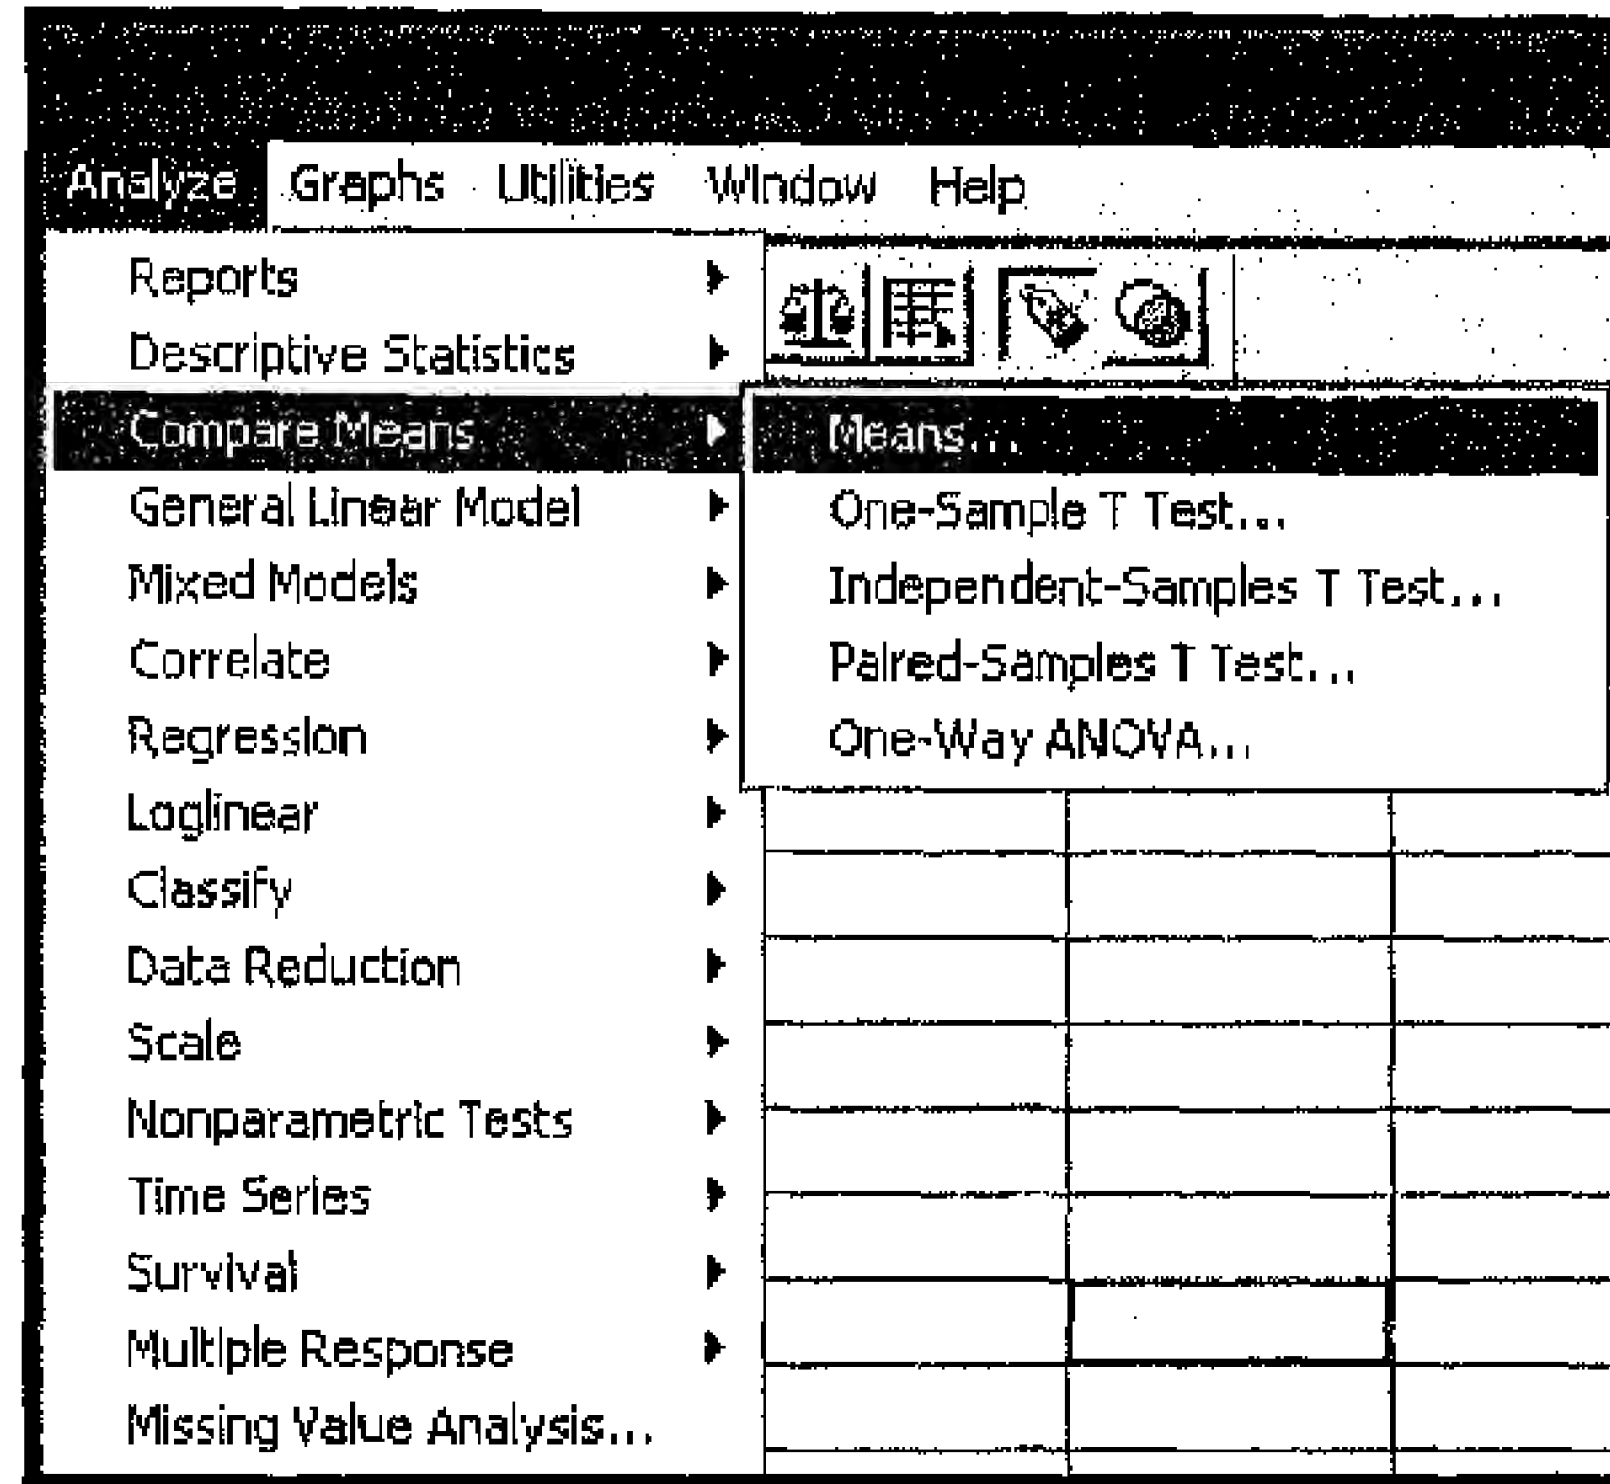 Analyze Graphs Utilities Window Help
Reports
Descriptive Statistics
Compare Means
General Linear Model
Mixed Models
Correlate
Regression
Loglinear
Classify
Data Reduction
Scale
Nonparametric Tests
Time Series
Survival
Multiple Response
Missing Value Analysis...
Means...
One-Sample T Test...
Independent-Samples T Test...
Paired-Samples T Test...
One-Way ANOVA...